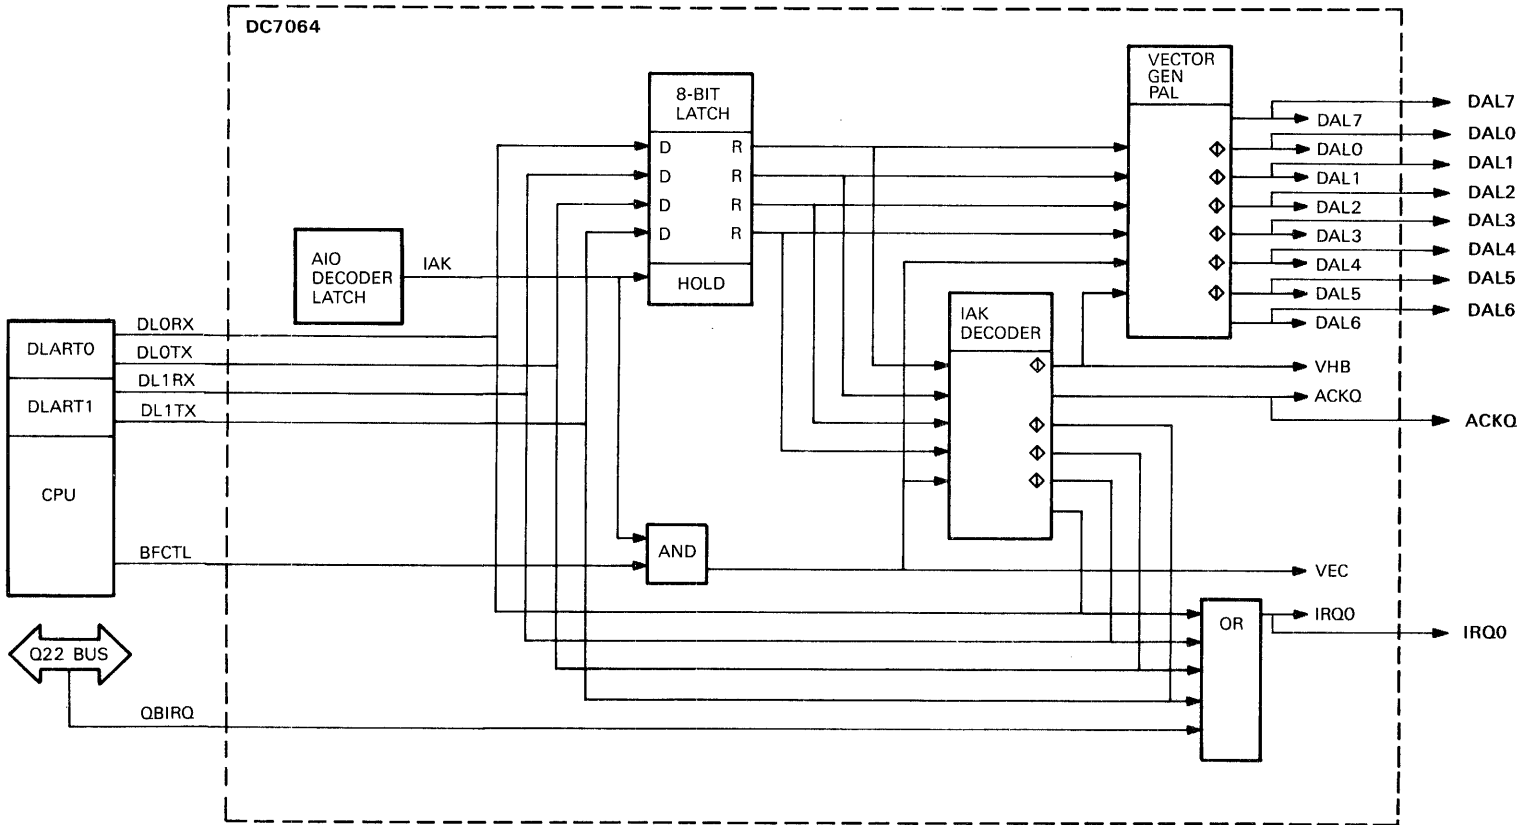 DC7064
VECTOR
GEN
PAL
8-BIT
LATCH
DAL7
DAL7
DAL0
DAL0
DAL1
DAL1
DAL2
DAL2
DAL3
DAL3
DAL4
DAL4
DAL5
DAL5
DAL6
DAL6
D R
D R
D R
D R
HOLD
AIO
DECODER
LATCH
IAK
IAK
DECODER
DLART0
DLART1
CPU
DL0RX
DL0TX
DL1RX
DL1TX
VHB
ACKQ
ACKQ
BFCTL
AND
VEC
OR
IRQ0
IRQ0
Q22 BUS
QBIRQ